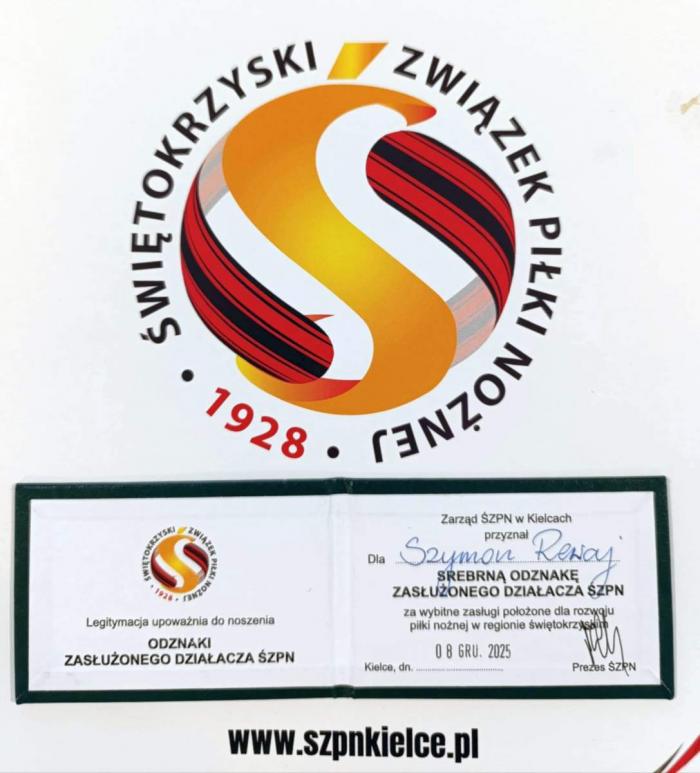 ŚWIĘTOKRZYSKI ZWIĄZEK PIŁKI NOŻNEJ
• 1928 •
ŚWIĘTOKRZYSKI ZWIĄZEK PIŁKI NOŻNEJ
• 1928 •
Legitymacja upoważnia do noszenia
ODZNAKI
ZASŁUŻONEGO DZIAŁACZA ŚZPN
Zarząd ŚZPN w Kielcach
przyznał
Dla Szymon
SREBRNĄ ODZNAKĘ
ZASŁUŻONEGO DZIAŁACZA ŚZPN
za wybitne zasługi położone dla rozwoju
piłki nożnej w regionie świętokrzyskim
Kielce, dn. 08 GRU. 2025
Prezes ŚZPN
www.szpnkielce.pl